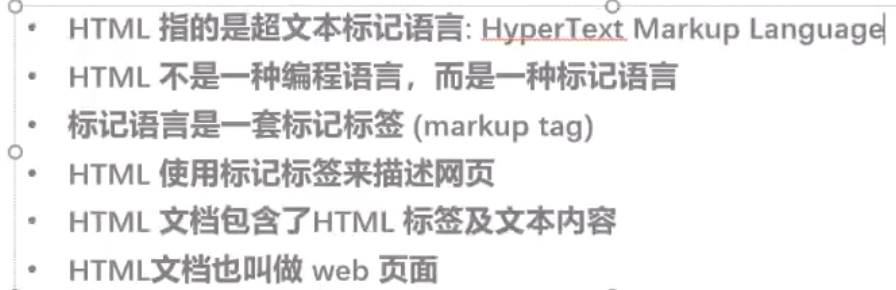 • HTML 指的是超文本标记语言: HyperText Markup Language
• HTML 不是一种编程语言，而是一种标记语言
• 标记语言是一套标记标签 (markup tag)
• HTML 使用标记标签来描述网页
• HTML 文档包含了HTML 标签及文本内容
• HTML文档也叫做 web 页面